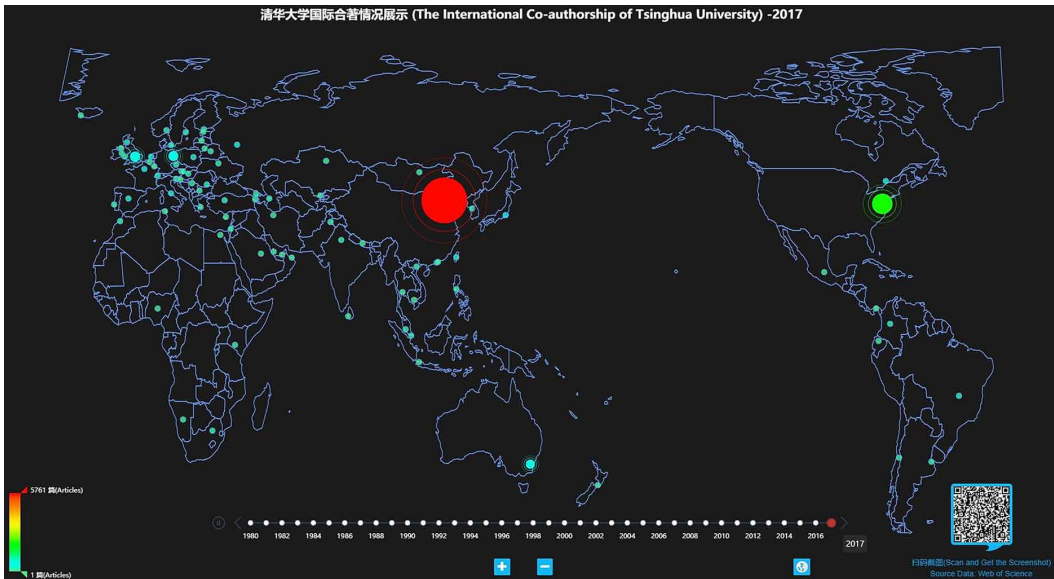 清华大学国际合著情况展示 (The International Co-authorship of Tsinghua University) -2017
5761 篇(Articles)
1 篇(Articles)
1980 1982 1984 1986 1988 1990 1992 1994 1996 1998 2000 2002 2004 2006 2008 2010 2012 2014 2016
2017
扫码截图(Scan and Get the Screenshot)
Source Data: Web of Science